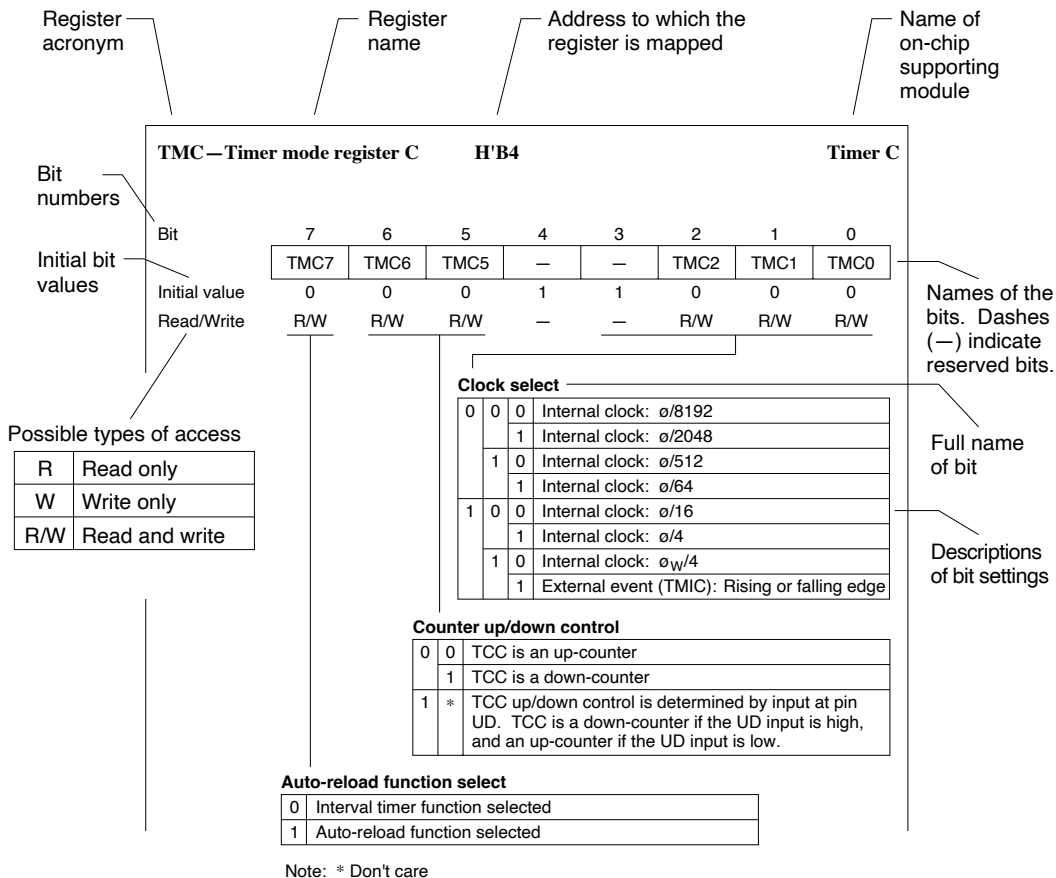 Register acronym
Register name
Address to which the register is mapped
Name of on-chip supporting module
TMC—Timer mode register C H'B4 Timer C
Bit numbers
Bit 7 6 5 4 3 2 1 0
Initial bit values
TMC7 TMC6 TMC5 — — TMC2 TMC1 TMC0
Initial value 0 0 0 1 1 0 0 0
Read/Write R/W R/W R/W — — R/W R/W R/W
Names of the bits. Dashes (—) indicate reserved bits.
Possible types of access
R Read only
W Write only
R/W Read and write
Clock select
0 0 0 Internal clock: ø/8192
1 Internal clock: ø/2048
1 0 Internal clock: ø/512
1 Internal clock: ø/64
1 0 0 Internal clock: ø/16
1 Internal clock: ø/4
1 0 Internal clock: øW/4
1 External event (TMIC): Rising or falling edge
Full name of bit
Descriptions of bit settings
Counter up/down control
0 0 TCC is an up-counter
1 TCC is a down-counter
1 * TCC up/down control is determined by input at pin
UD. TCC is a down-counter if the UD input is high,
and an up-counter if the UD input is low.
Auto-reload function select
0 Interval timer function selected
1 Auto-reload function selected
Note: * Don't care